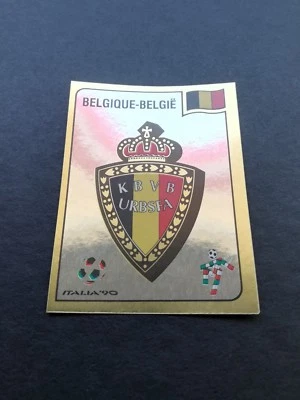 BELGIQUE-BELGIË
K B V B
URBSFA
ITALIA'90